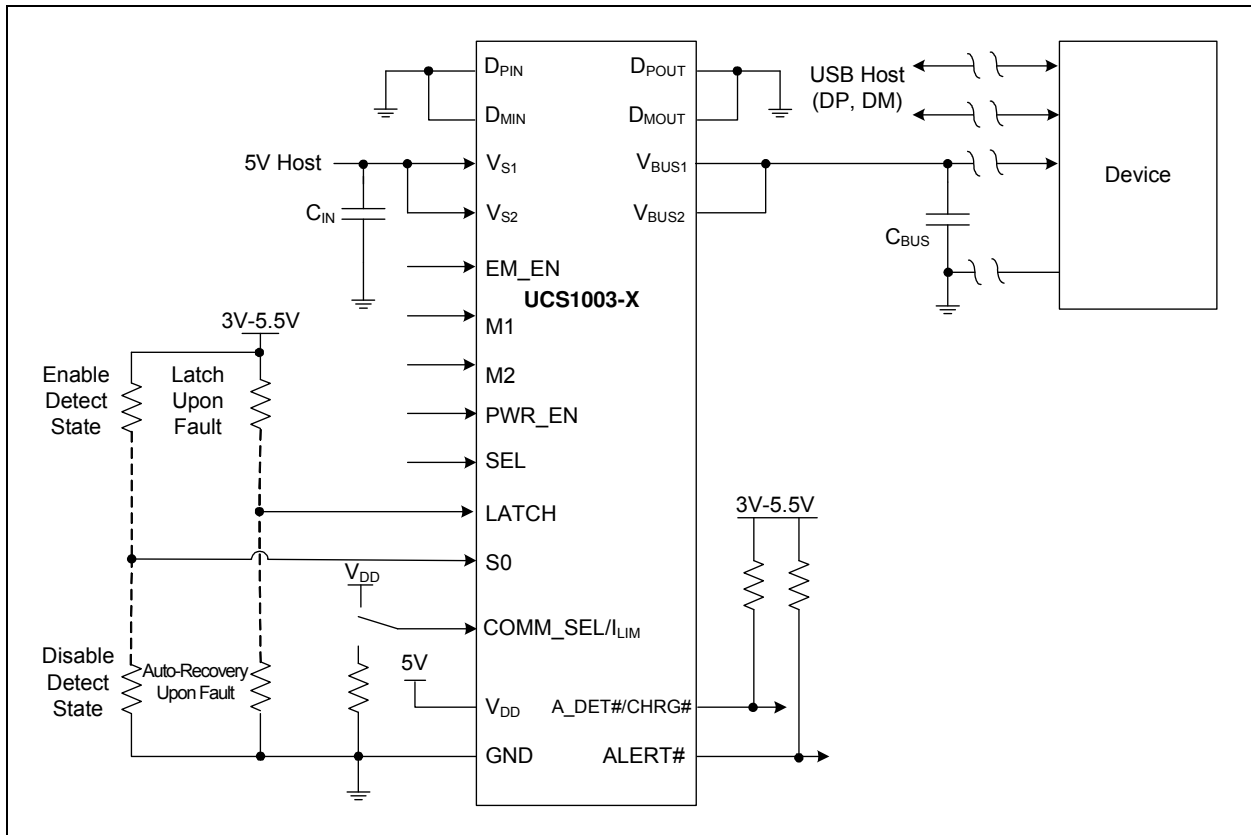 DPIN
DPOUT
USB Host
(DP, DM)
DMIN
DMOUT
5V Host
VS1
VBUS1
Device
CIN
VS2
VBUS2
CBUS
EM_EN
UCS1003-X
3V-5.5V
M1
Enable
Detect
State
Latch
Upon
Fault
M2
PWR_EN
SEL
LATCH
3V-5.5V
S0
VDD
COMM_SEL/ILIM
Disable
Detect
State
Auto-Recovery
Upon Fault
5V
VDD
A_DET#/CHRG#
GND
ALERT#